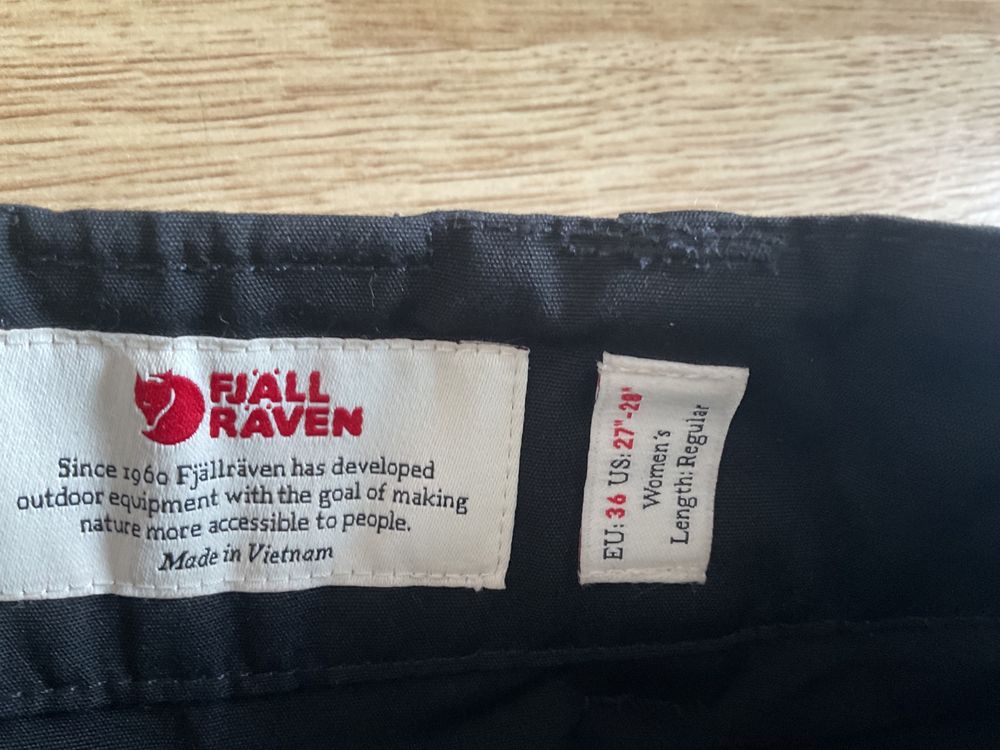 FJÄLL
RÄVEN
Since 1960 Fjällräven has developed
outdoor equipment with the goal of making
nature more accessible to people.
Made in Vietnam
EU: 36 US: 27"-28"
Women's
Length: Regular